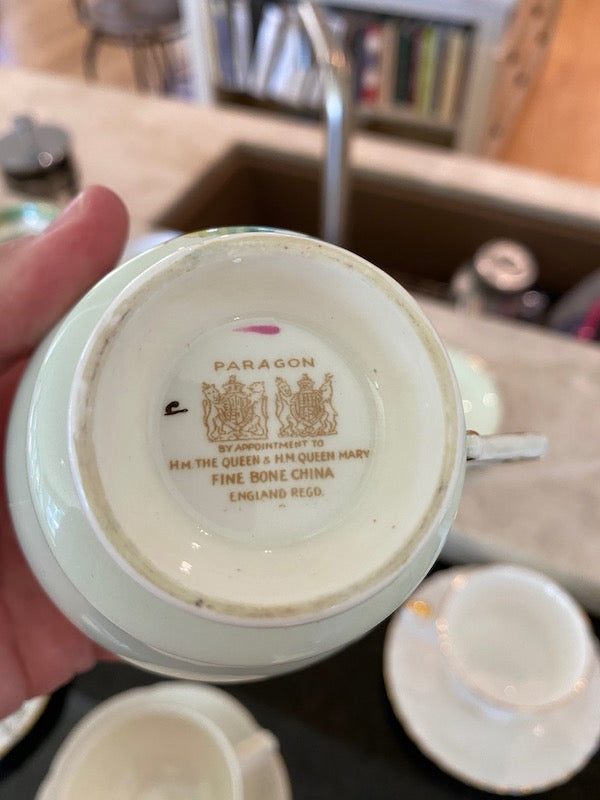 PARAGON
BY APPOINTMENT TO
H.M. THE QUEEN & H.M QUEEN MARY
FINE BONE CHINA
ENGLAND REGD.